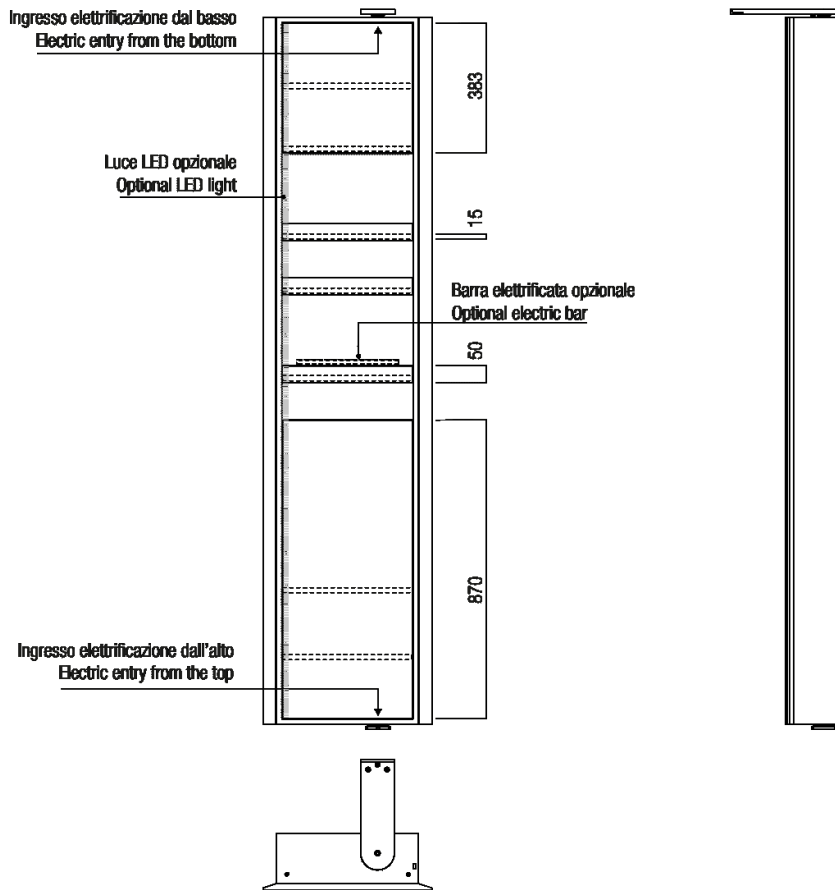 Ingresso elettrificazione dal basso
Electric entry from the bottom
383
Luce LED opzionale
Optional LED light
15
Barra elettrificata opzionale
Optional electric bar
50
870
Ingresso elettrificazione dall'alto
Electric entry from the top